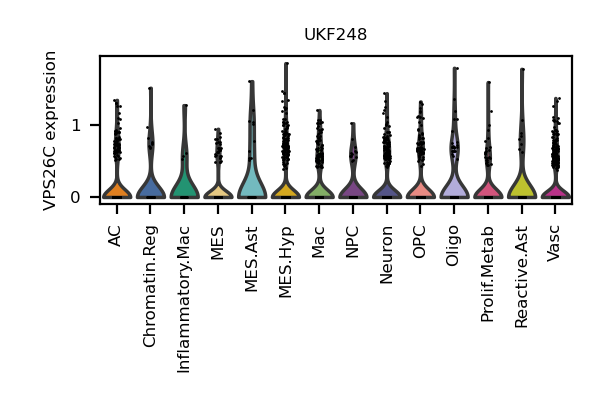 UKF248
VPS26C expression
1
0
AC
Chromatin.Reg
Inflammatory.Mac
MES
MES.Ast
MES.Hyp
Mac
NPC
Neuron
OPC
Oligo
Prolif.Metab
Reactive.Ast
Vasc